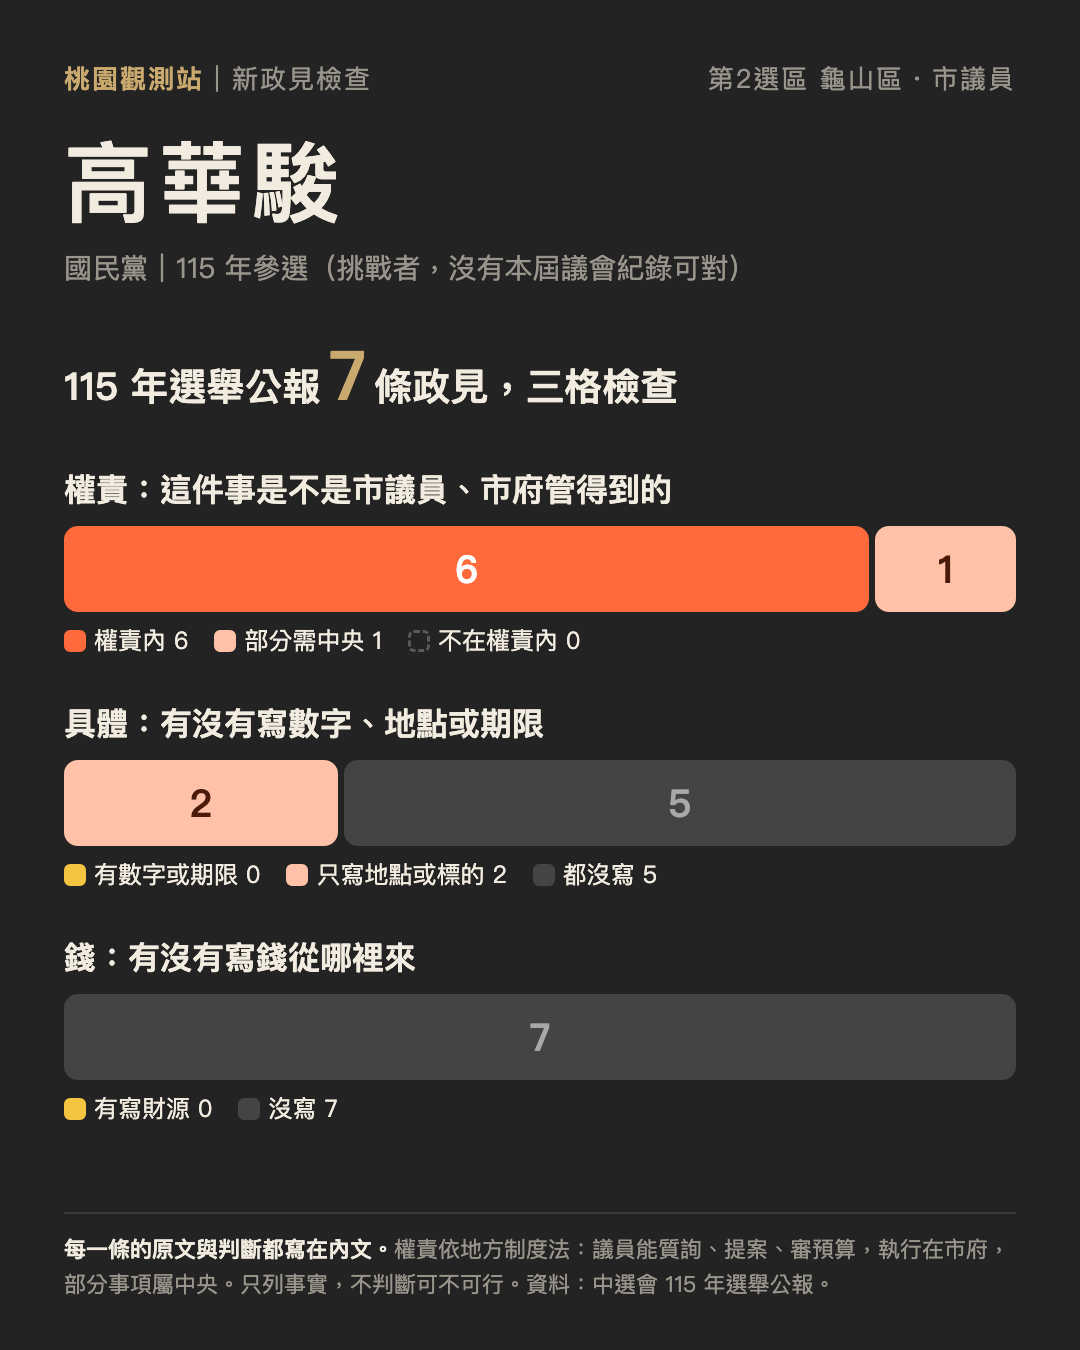 桃園觀測站｜新政見檢查
第2選區 龜山區・市議員
高華駿
國民黨｜115 年參選（挑戰者，沒有本屆議會紀錄可對）
115 年選舉公報 7 條政見，三格檢查
權責：這件事是不是市議員、市府管得到的
6
1
權責內 6 部分需中央 1 不在權責內 0
具體：有沒有寫數字、地點或期限
2
5
有數字或期限 0 只寫地點或標的 2 都沒寫 5
錢：有沒有寫錢從哪裡來
7
有寫財源 0 沒寫 7
每一條的原文與判斷都寫在內文。權責依地方制度法：議員能質詢、提案、審預算，執行在市府，
部分事項屬中央。只列事實，不判斷可不可行。資料：中選會 115 年選舉公報。